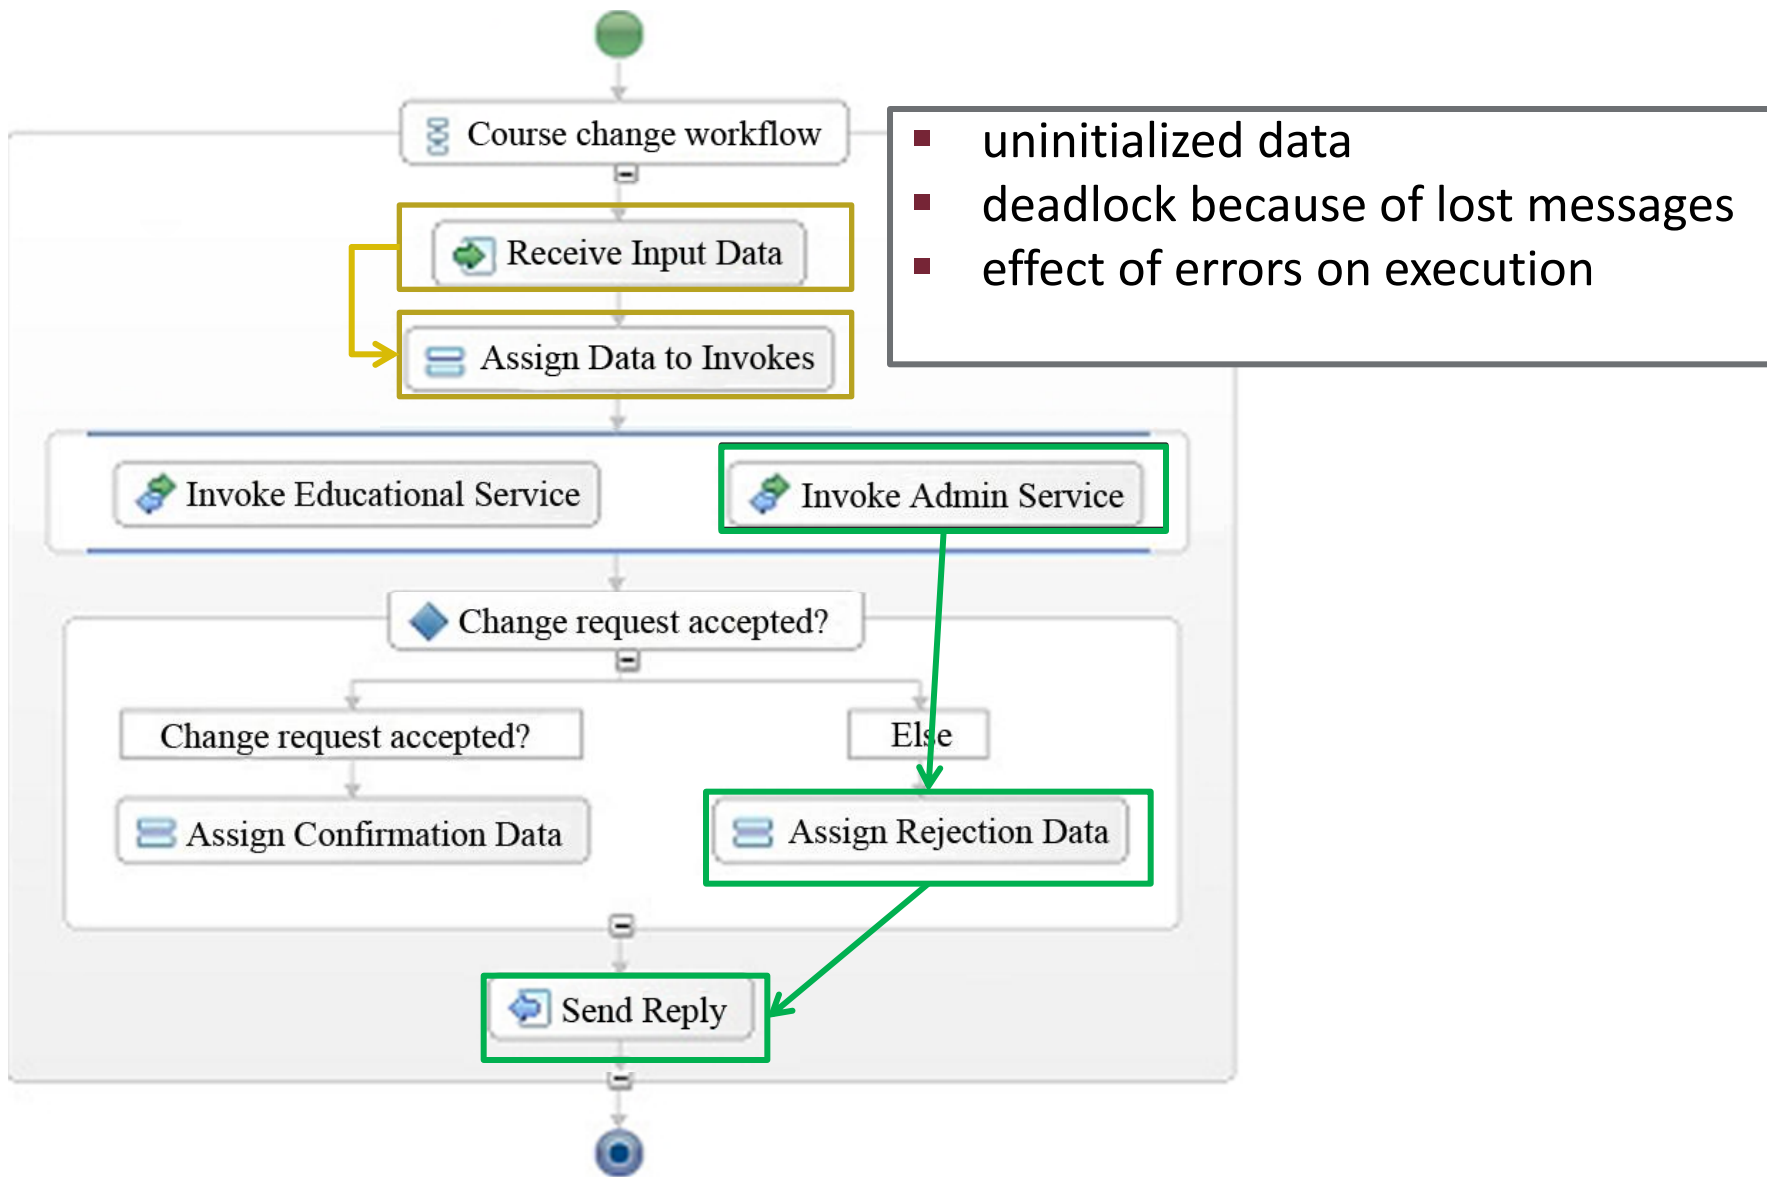 Course change workflow
▪ uninitialized data
▪ deadlock because of lost messages
▪ effect of errors on execution
Receive Input Data
Assign Data to Invokes
Invoke Educational Service
Invoke Admin Service
Change request accepted?
Change request accepted?
Else
Assign Confirmation Data
Assign Rejection Data
Send Reply